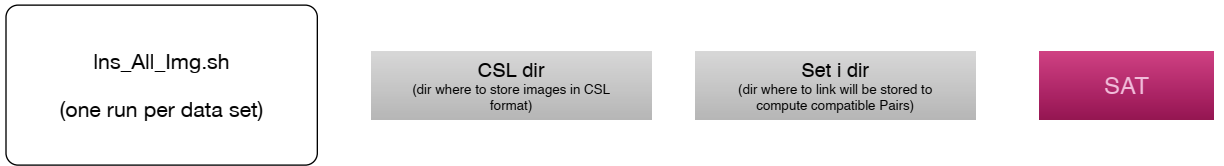 lns_All_Img.sh
(one run per data set)
CSL dir
(dir where to store images in CSL
format)
Set i dir
(dir where to link will be stored to
compute compatible Pairs)
SAT